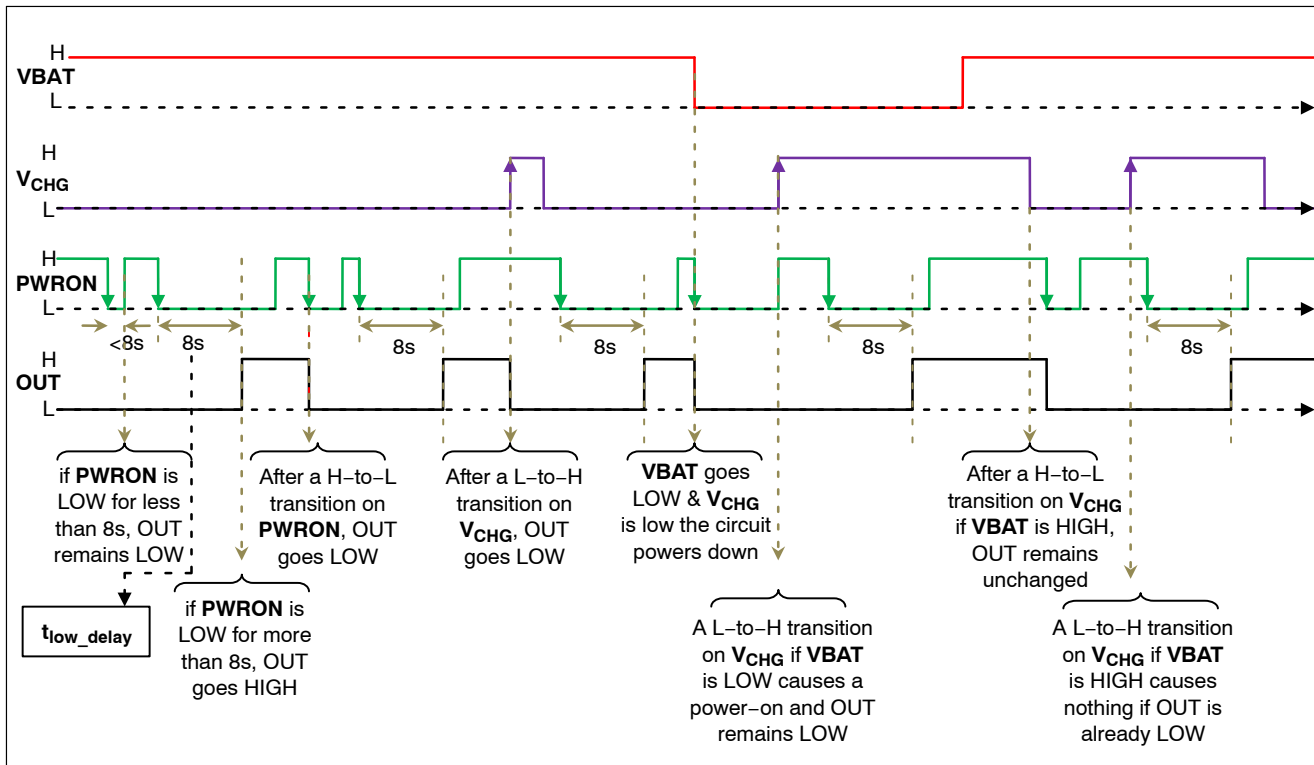 H
VBAT
L
H
VCHG
L
H
PWRON
L
<8s
8s
8s
8s
8s
8s
H
OUT
L
if PWRON is
LOW for less
than 8s, OUT
remains LOW
After a H–to–L
transition on
PWRON, OUT
goes LOW
After a L–to–H
transition on
VCHG, OUT
goes LOW
VBAT goes
LOW & VCHG
is low the circuit
powers down
After a H–to–L
transition on VCHG
if VBAT is HIGH,
OUT remains
unchanged
tlow_delay
if PWRON is
LOW for more
than 8s, OUT
goes HIGH
A L–to–H transition
on VCHG if VBAT
is LOW causes a
power–on and OUT
remains LOW
A L–to–H transition
on VCHG if VBAT
is HIGH causes
nothing if OUT is
already LOW